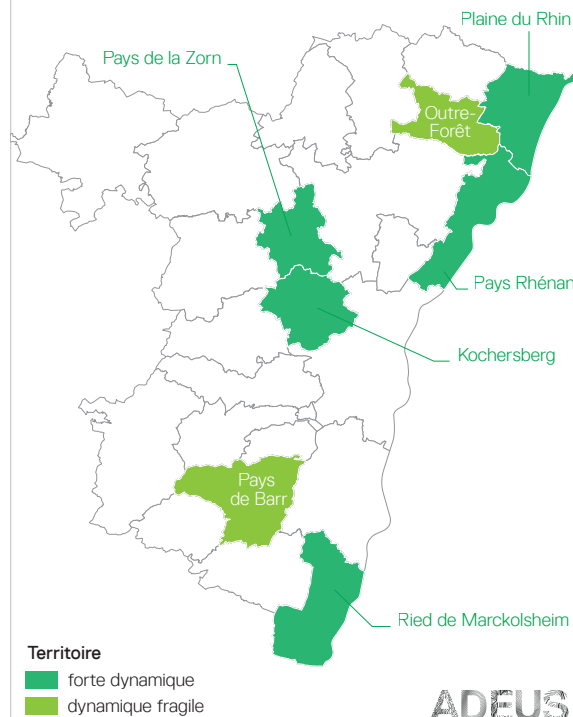 Plaine du Rhin
Pays de la Zorn
Outre-
Forêt
Pays Rhénan
Kochersberg
Pays
de Barr
Ried de Marckolsheim
Territoire
forte dynamique
dynamique fragile
ADEUS